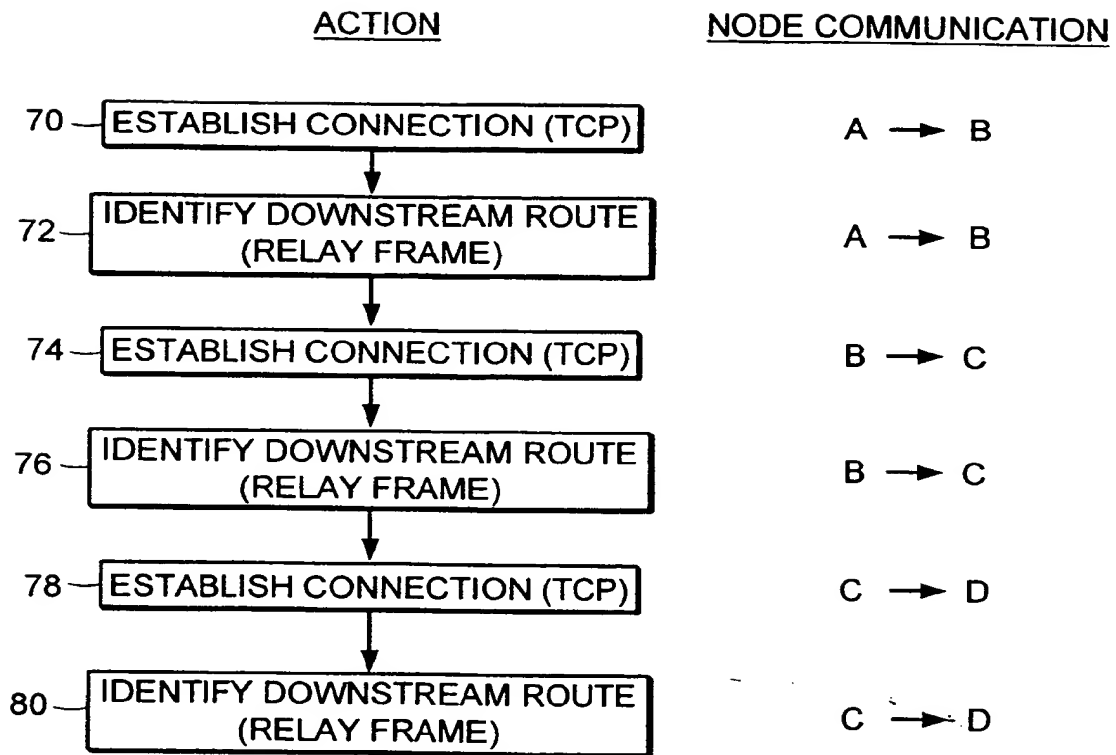 ACTION NODE COMMUNICATION
70 ESTABLISH CONNECTION (TCP) A → B
72 IDENTIFY DOWNSTREAM ROUTE
(RELAY FRAME) A → B
74 ESTABLISH CONNECTION (TCP) B → C
76 IDENTIFY DOWNSTREAM ROUTE
(RELAY FRAME) B → C
78 ESTABLISH CONNECTION (TCP) C → D
80 IDENTIFY DOWNSTREAM ROUTE
(RELAY FRAME) C → D